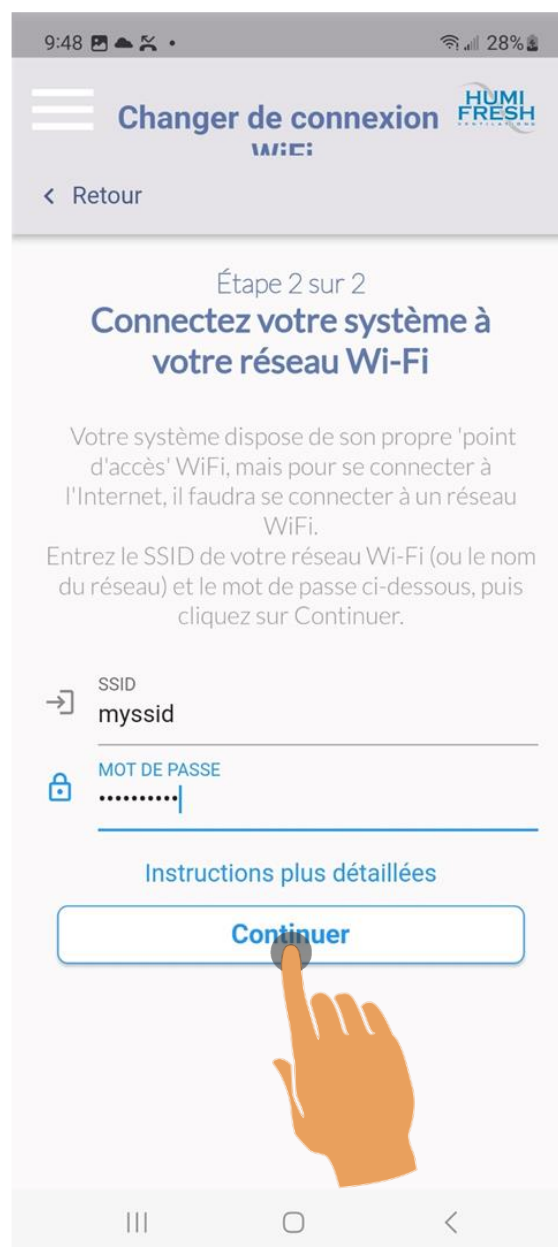 9:48
28%
HUMI
FRESH
Changer de connexion
WiFi
Retour
Étape 2 sur 2
Connectez votre système à
votre réseau Wi-Fi
Votre système dispose de son propre 'point
d'accès' WiFi, mais pour se connecter à
l'Internet, il faudra se connecter à un réseau
WiFi.
Entrez le SSID de votre réseau Wi-Fi (ou le nom
du réseau) et le mot de passe ci-dessous, puis
cliquez sur Continuer.
SSID
myssid
MOT DE PASSE
••••••••••
Instructions plus détaillées
Continuer